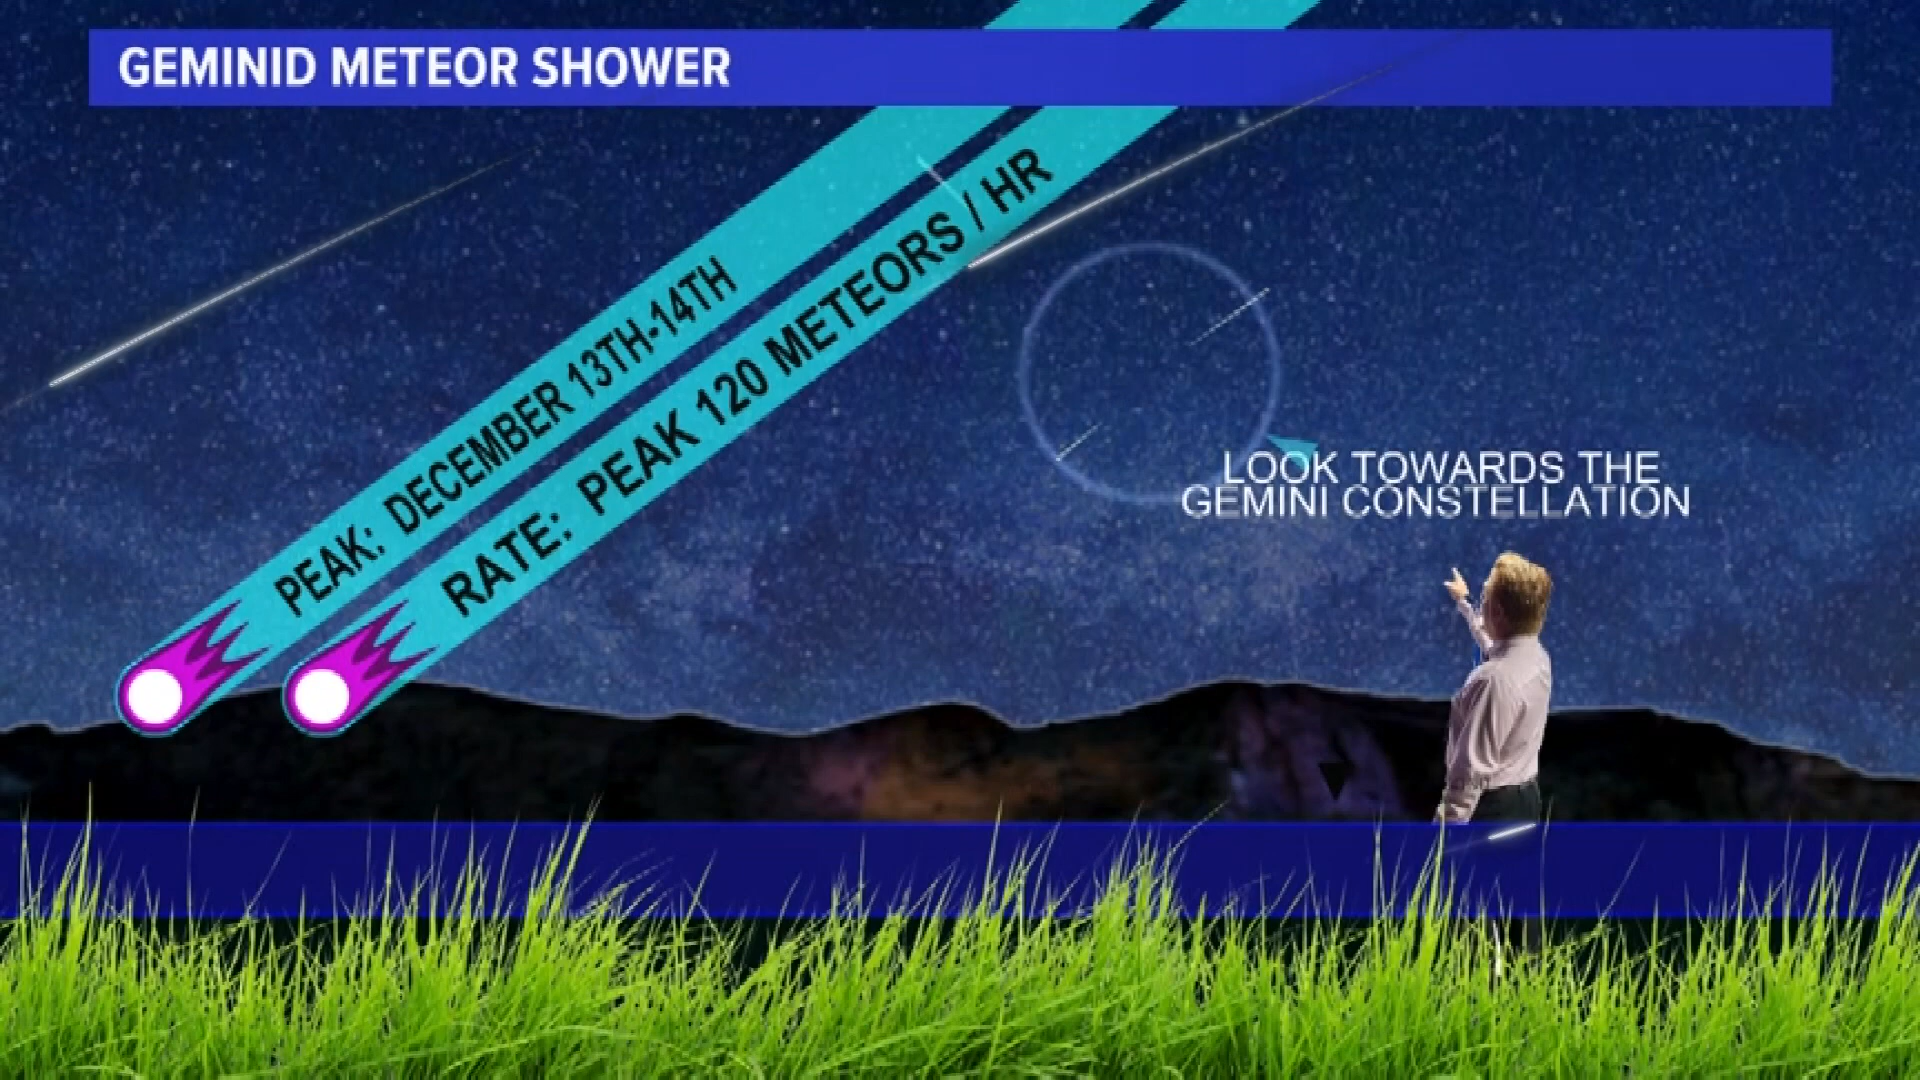 GEMINID METEOR SHOWER
PEAK: DECEMBER 13TH-14TH
RATE: PEAK 120 METEORS / HR
LOOK TOWARDS THE
GEMINI CONSTELLATION